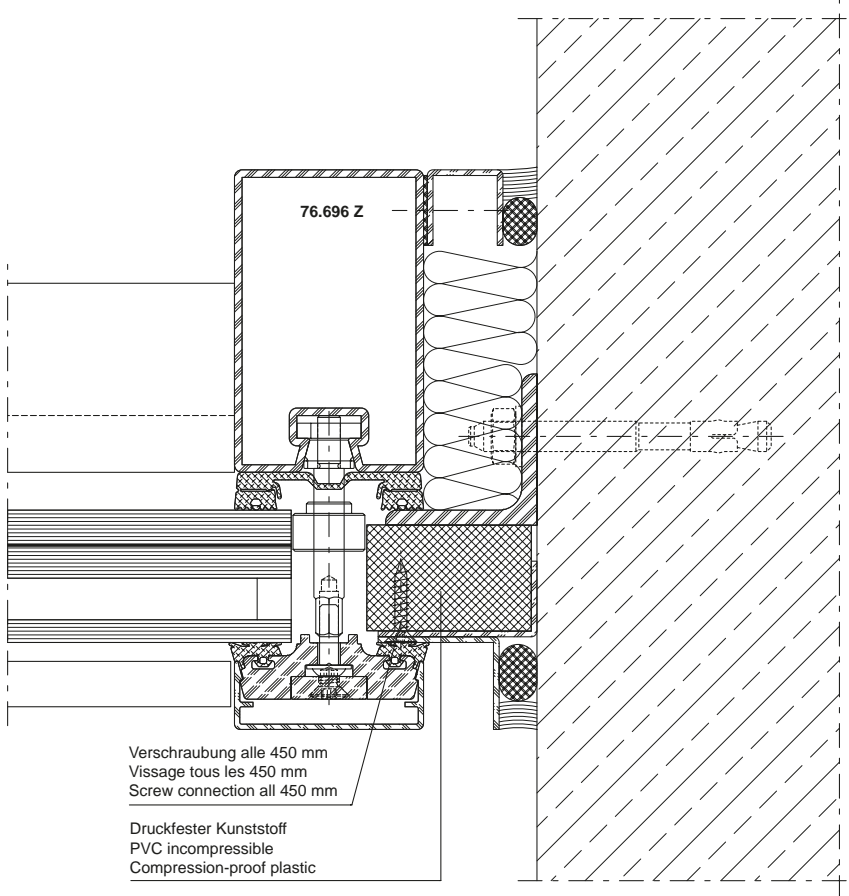 76.696 Z
Verschraubung alle 450 mm
Vissage tous les 450 mm
Screw connection all 450 mm
Druckfester Kunststoff
PVC incompressible
Compression-proof plastic